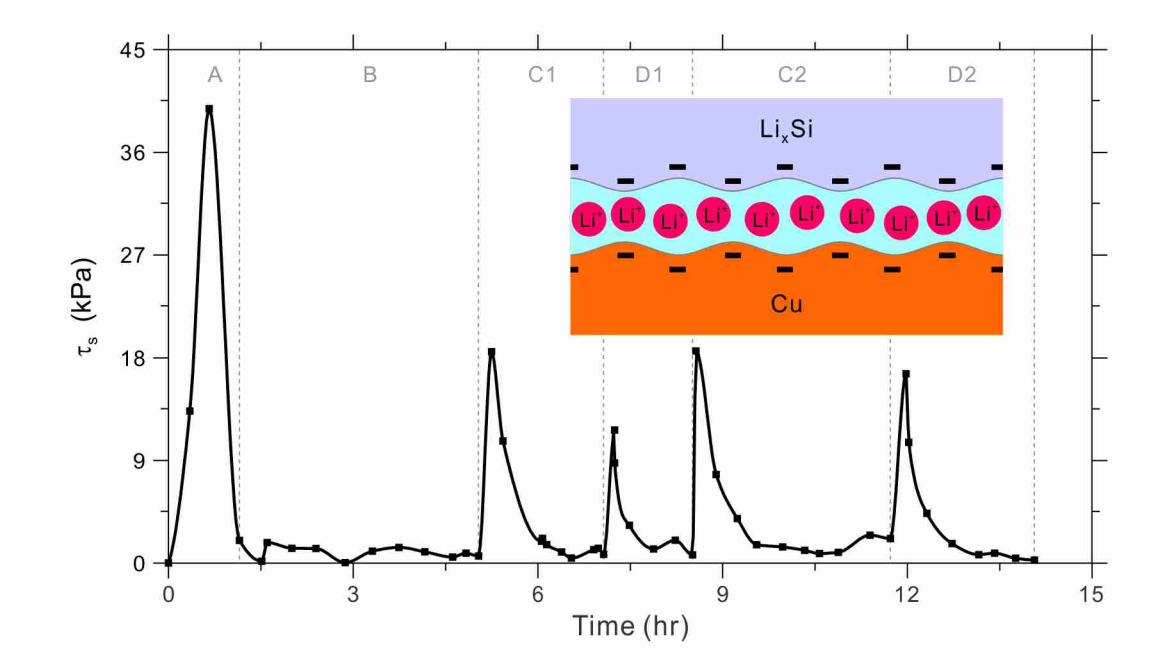 45
36
27
18
9
0
τs (kPa)
A B C1 D1 C2 D2
LixSi
Li+ Li+ Li+ Li+ Li+ Li+ Li+ Li+ Li+ Li+
Cu
0 3 6 9 12 15
Time (hr)